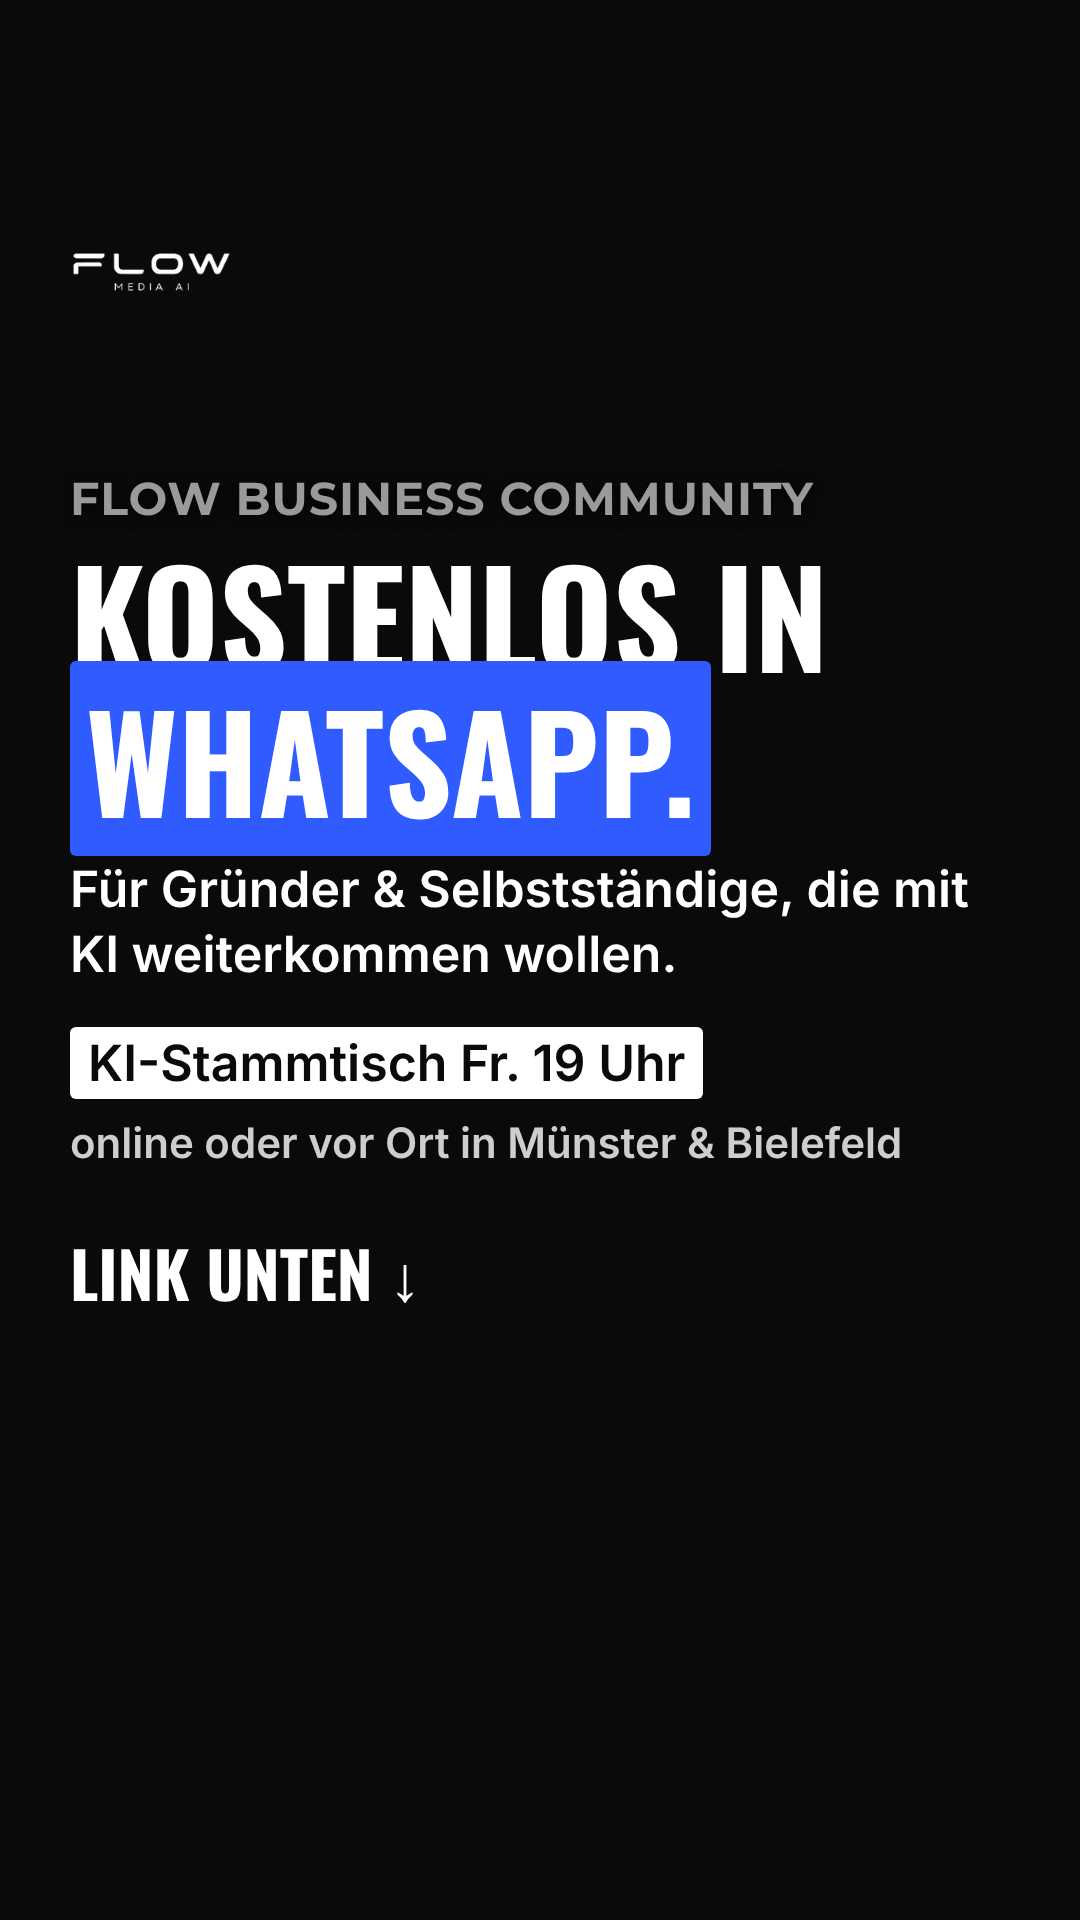 FLOW
MEDIA AI
FLOW BUSINESS COMMUNITY
KOSTENLOS IN
WHATSAPP.
Für Gründer & Selbstständige, die mit
KI weiterkommen wollen.
KI-Stammtisch Fr. 19 Uhr
online oder vor Ort in Münster & Bielefeld
LINK UNTEN ↓